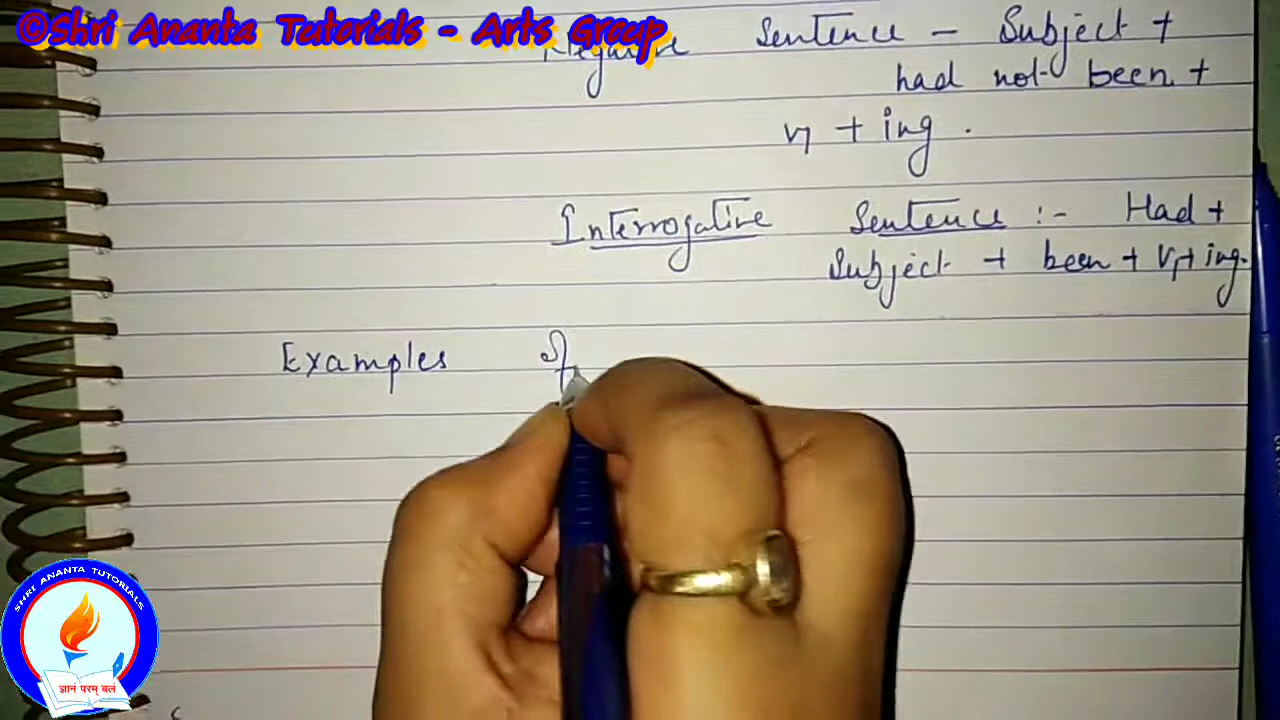 ©Shri Ananta Tutorials - Arts Group
Negative Sentence - Subject +
had not been +
V1 + ing .
Interrogative Sentence :- Had +
Subject + been + V1 + ing.
Examples
SHRI ANANTA TUTORIALS
ज्ञानं परमं बलं